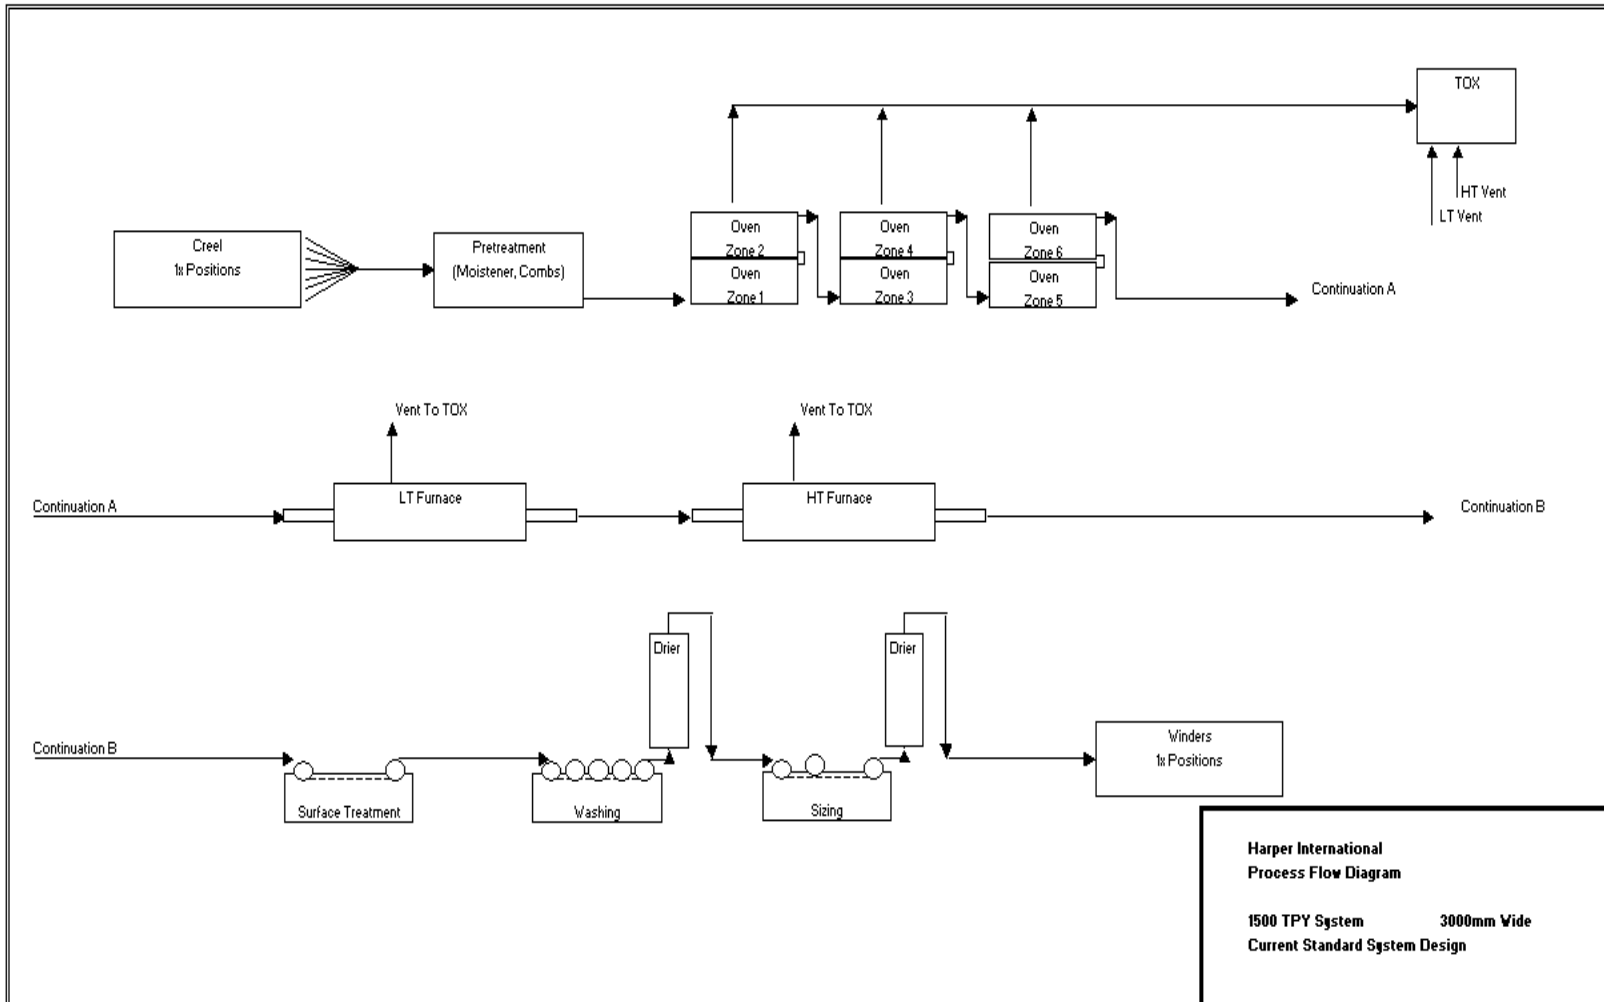 TOX
HT Vent
LT Vent
Creel
1x Positions
Pretreatment
(Moistener, Combs)
Oven
Zone 2
Oven
Zone 1
Oven
Zone 4
Oven
Zone 3
Oven
Zone 6
Oven
Zone 5
Continuation A
Vent To TOX
Vent To TOX
Continuation A
LT Furnace
HT Furnace
Continuation B
Drier
Drier
Continuation B
Surface Treatment
Washing
Sizing
Winders
1x Positions
Harper International
Process Flow Diagram
1500 TPY System 3000mm Wide
Current Standard System Design